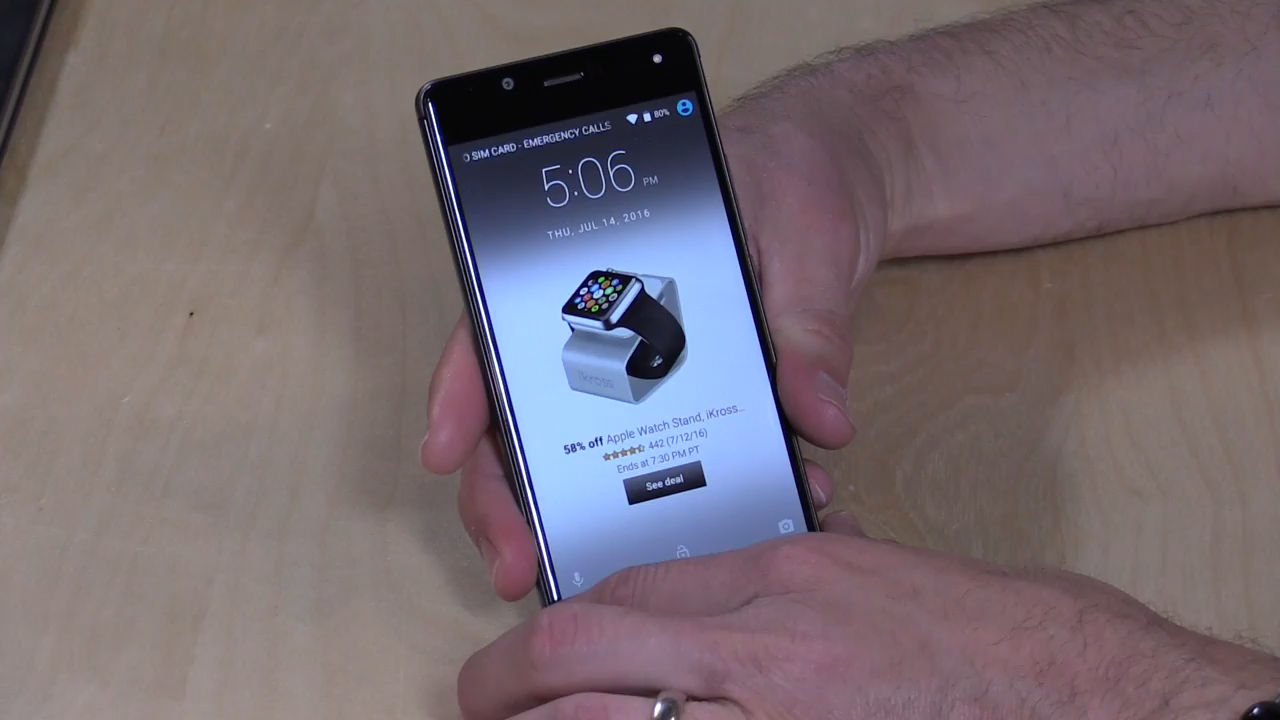 SIM CARD - EMERGENCY CALLS 80%
5:06 PM
THU, JUL 14, 2016
iKross
58% off Apple Watch Stand, iKross...
442 (7/12/16)
Ends at 7:30 PM PT
See deal